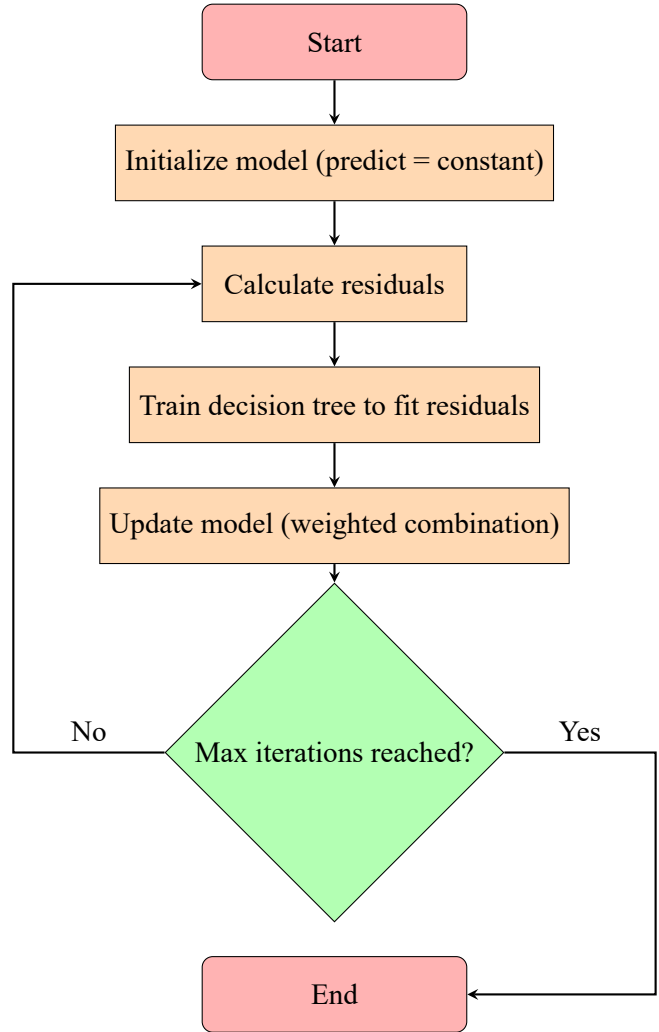 Start
Initialize model (predict = constant)
Calculate residuals
Train decision tree to fit residuals
Update model (weighted combination)
No
Max iterations reached?
Yes
End